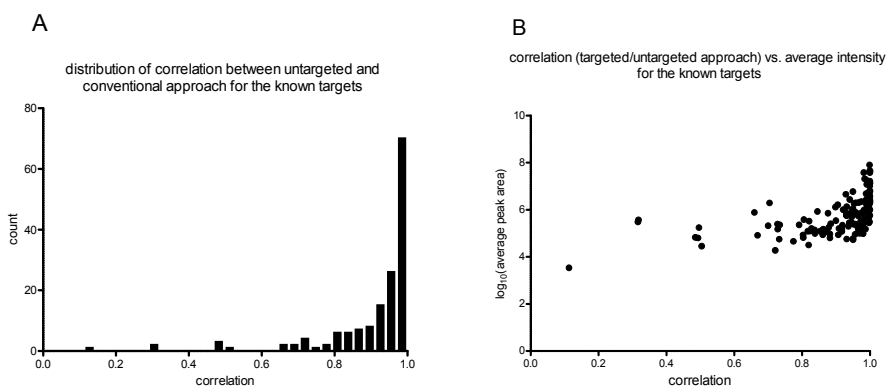 A
distribution of correlation between untargeted and
conventional approach for the known targets
80
60
40
20
0
count
0.0 0.2 0.4 0.6 0.8 1.0
correlation
B
correlation (targeted/untargeted approach) vs. average intensity
for the known targets
10
8
6
4
2
0
log₁₀(average peak area)
0.0 0.2 0.4 0.6 0.8 1.0
correlation